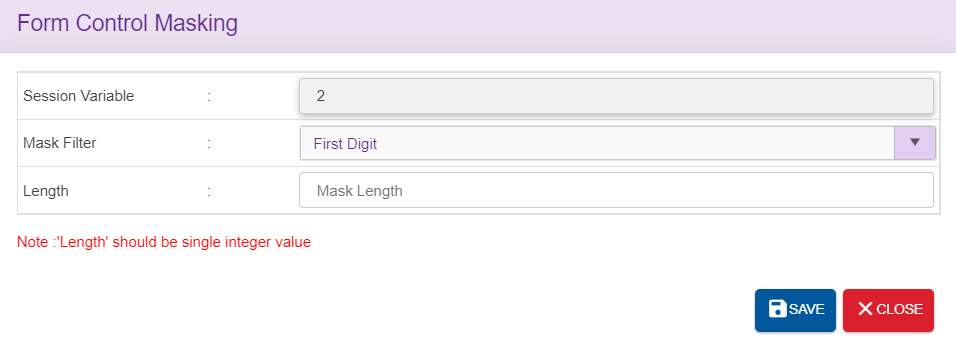 Form Control Masking
Session Variable : 2
Mask Filter : First Digit
Length : Mask Length
Note :'Length' should be single integer value
SAVE CLOSE